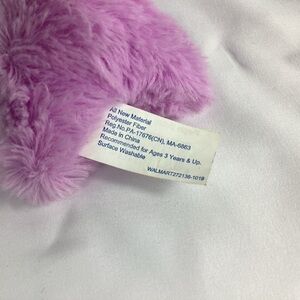 All New Material
Polyester Fiber
Reg No.PA-17676(CN), MA-6863
Made in China
Recommended for Ages 3 Years & Up.
Surface Washable
WALMART272136-1019